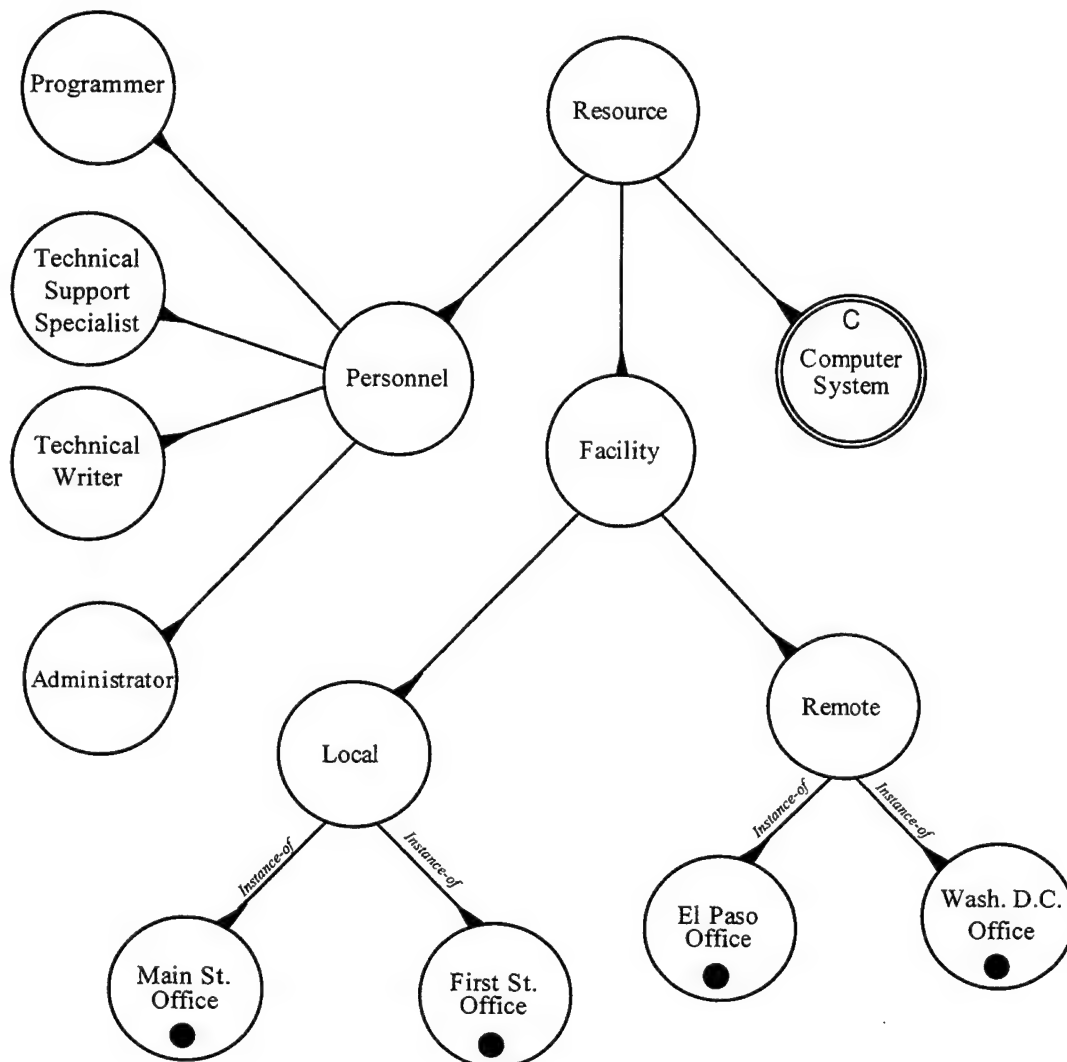 Programmer
Resource
Technical
Support
Specialist
C
Computer
System
Personnel
Technical
Writer
Facility
Administrator
Remote
Local
Instance-of
Instance-of
Instance-of
Instance-of
El Paso
Office
Wash. D.C.
Office
Main St.
Office
First St.
Office